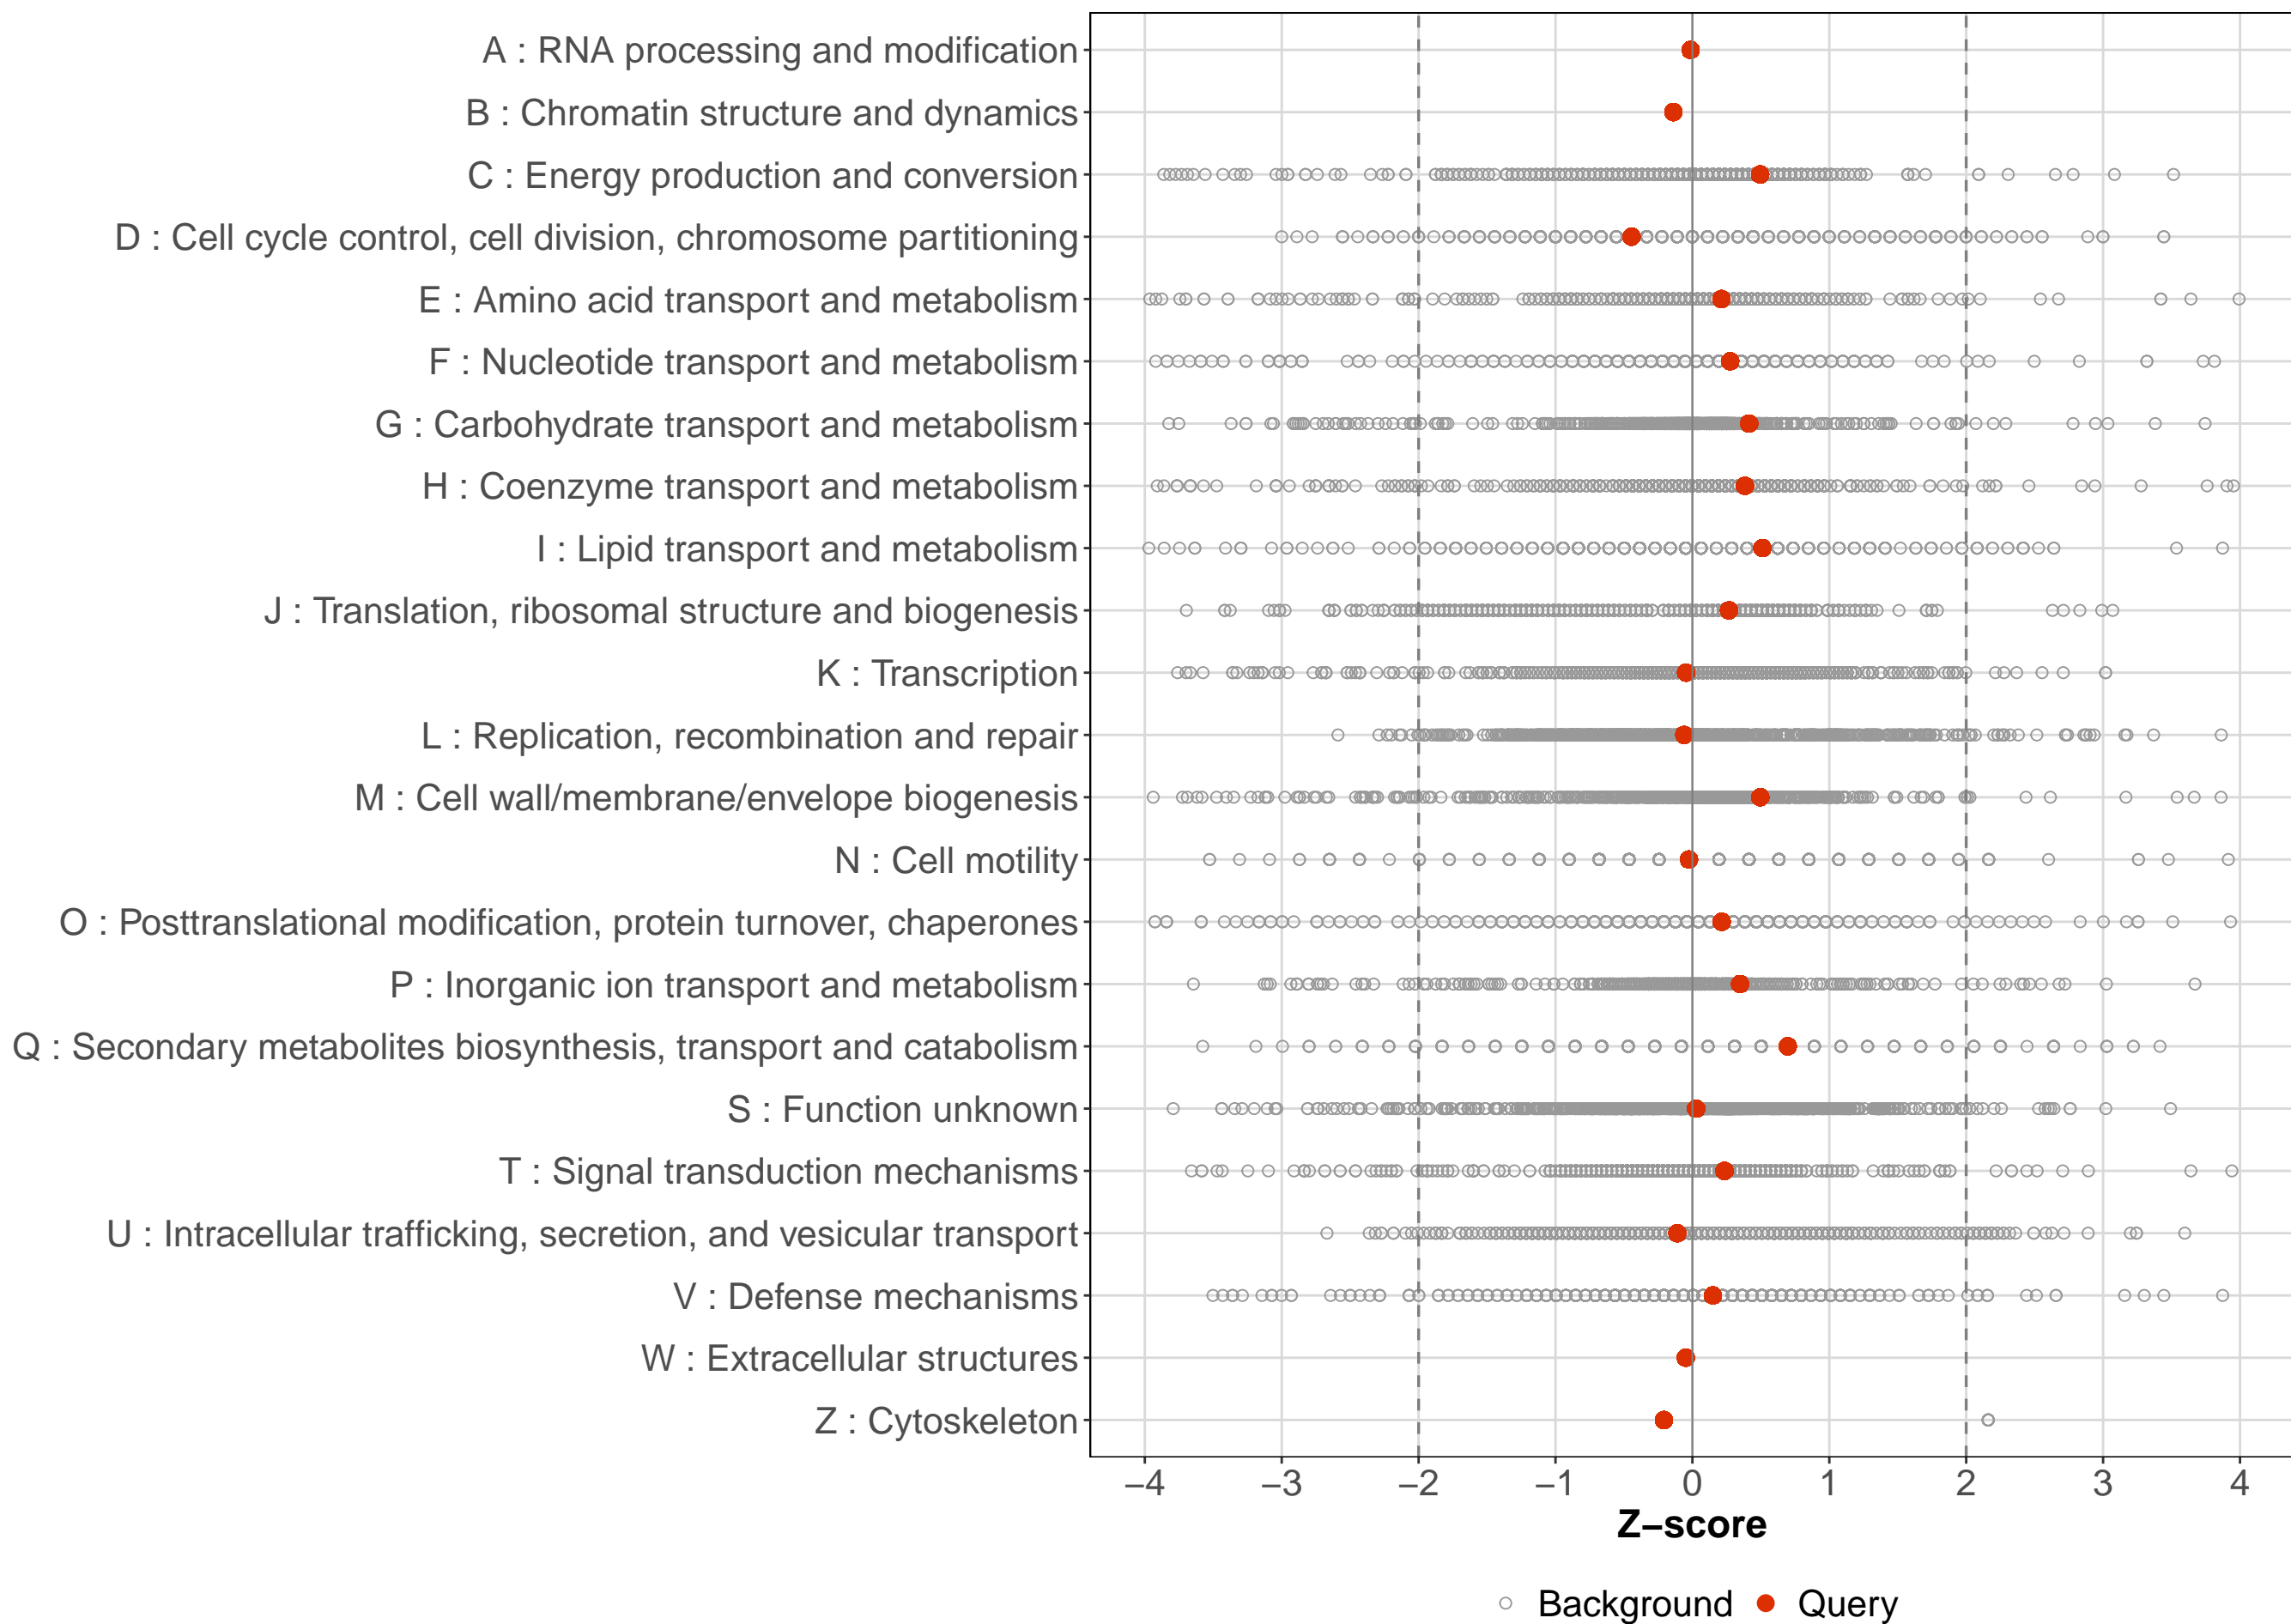 A : RNA processing and modification
B : Chromatin structure and dynamics
C : Energy production and conversion
D : Cell cycle control, cell division, chromosome partitioning
E : Amino acid transport and metabolism
F : Nucleotide transport and metabolism
G : Carbohydrate transport and metabolism
H : Coenzyme transport and metabolism
I : Lipid transport and metabolism
J : Translation, ribosomal structure and biogenesis
K : Transcription
L : Replication, recombination and repair
M : Cell wall/membrane/envelope biogenesis
N : Cell motility
O : Posttranslational modification, protein turnover, chaperones
P : Inorganic ion transport and metabolism
Q : Secondary metabolites biosynthesis, transport and catabolism
S : Function unknown
T : Signal transduction mechanisms
U : Intracellular trafficking, secretion, and vesicular transport
V : Defense mechanisms
W : Extracellular structures
Z : Cytoskeleton
−4 −3 −2 −1 0 1 2 3 4
Z−score
Background Query